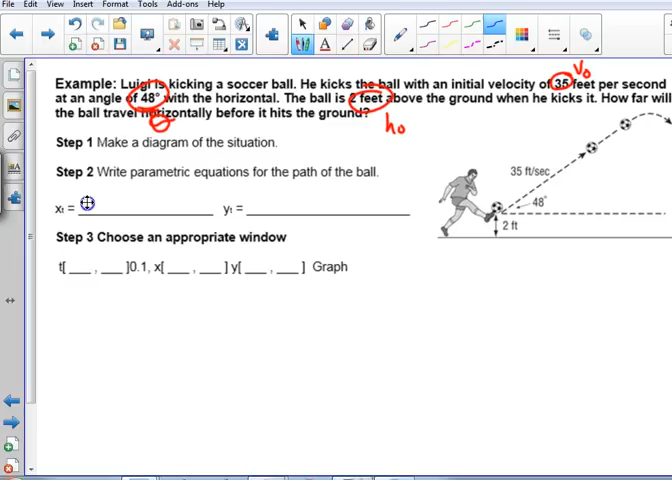 File Edit View Insert Format Tools Add-ons Help
Example: Luigi is kicking a soccer ball. He kicks the ball with an initial velocity of 35 feet per second
at an angle of 48° with the horizontal. The ball is 2 feet above the ground when he kicks it. How far will
the ball travel horizontally before it hits the ground?
v₀
θ
h₀
Step 1 Make a diagram of the situation.
Step 2 Write parametric equations for the path of the ball.
35 ft/sec
48°
2 ft
xₜ = ____________________ yₜ = ________________________
Step 3 Choose an appropriate window
t[ ___ , ___ ]0.1, x[ ___ , ___ ] y[ ___ , ___ ] Graph